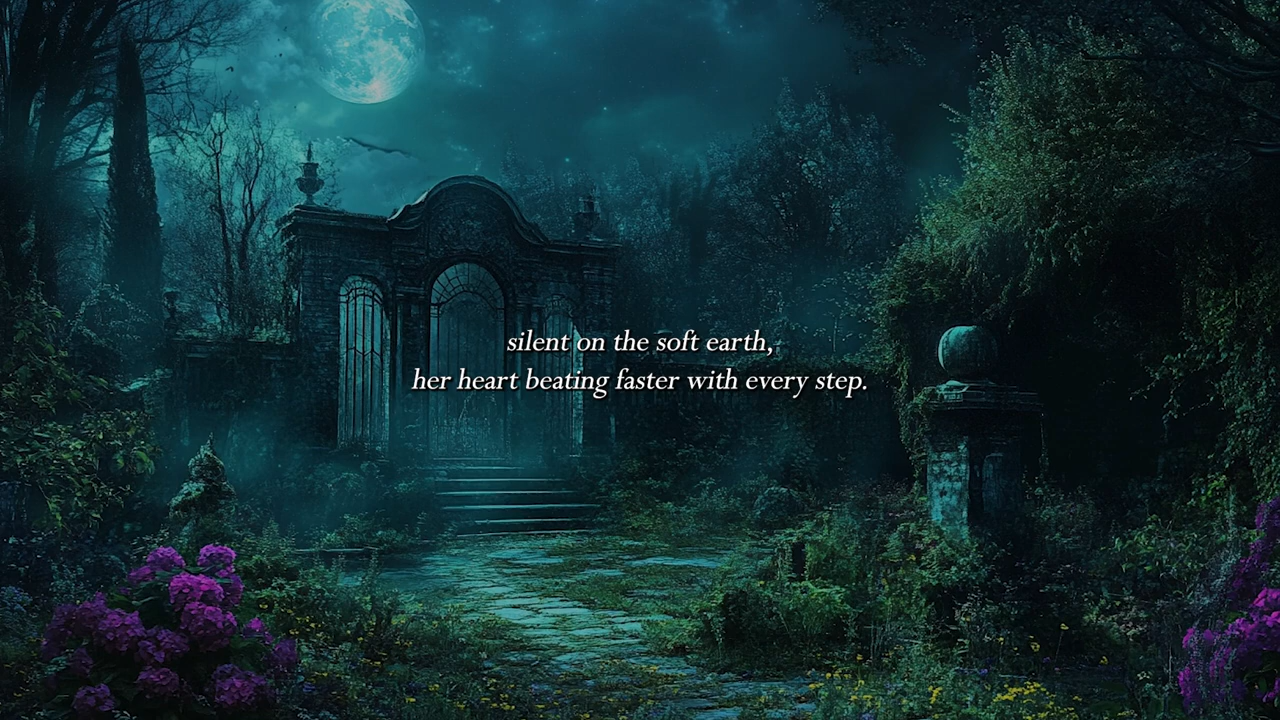 silent on the soft earth,
her heart beating faster with every step.